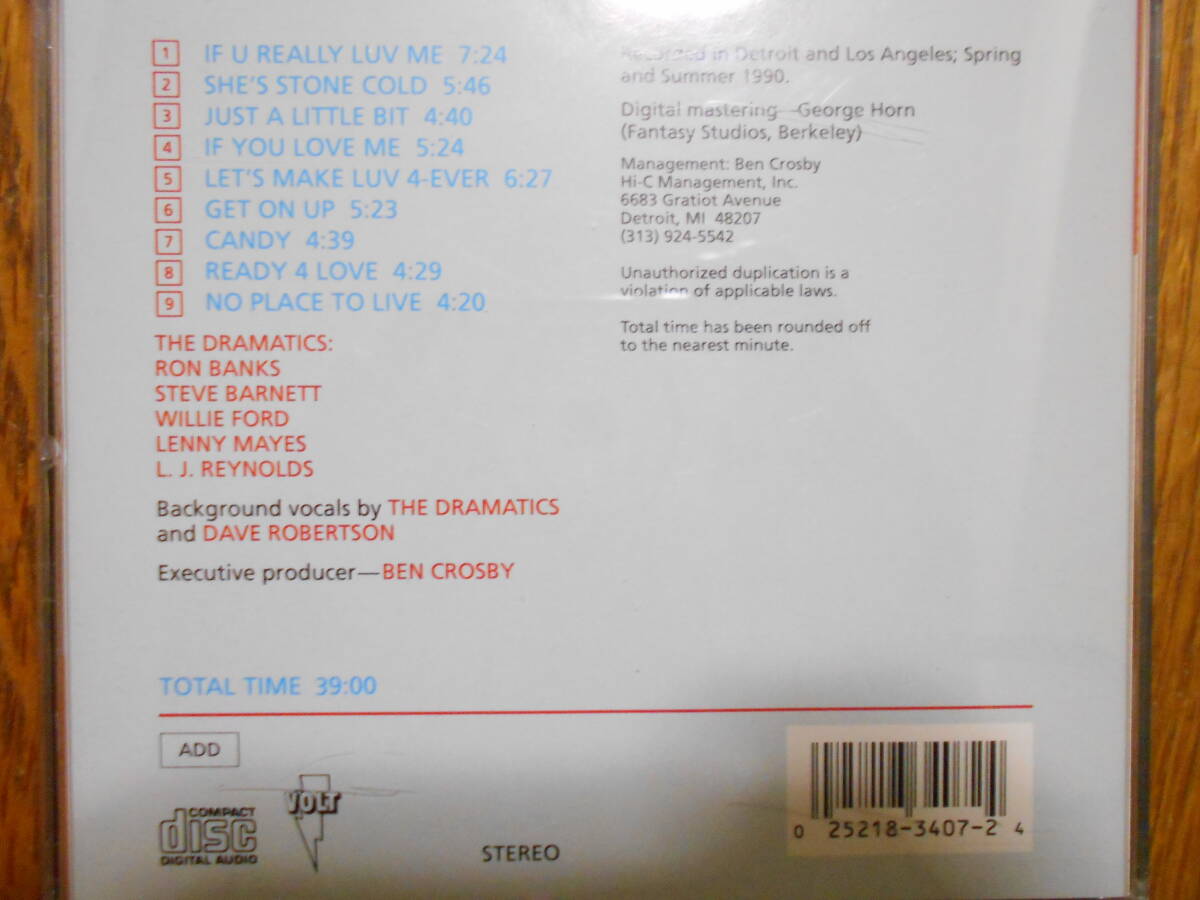 1 IF U REALLY LUV ME 7:24
2 SHE'S STONE COLD 5:46
3 JUST A LITTLE BIT 4:40
4 IF YOU LOVE ME 5:24
5 LET'S MAKE LUV 4-EVER 6:27
6 GET ON UP 5:23
7 CANDY 4:39
8 READY 4 LOVE 4:29
9 NO PLACE TO LIVE 4:20
THE DRAMATICS:
RON BANKS
STEVE BARNETT
WILLIE FORD
LENNY MAYES
L. J. REYNOLDS
Background vocals by THE DRAMATICS
and DAVE ROBERTSON
Executive producer—BEN CROSBY
Recorded in Detroit and Los Angeles; Spring
and Summer 1990.
Digital mastering—George Horn
(Fantasy Studios, Berkeley)
Management: Ben Crosby
Hi-C Management, Inc.
6683 Gratiot Avenue
Detroit, MI 48207
(313) 924-5542
Unauthorized duplication is a
violation of applicable laws.
Total time has been rounded off
to the nearest minute.
TOTAL TIME 39:00
ADD
COMPACT
disc
DIGITAL AUDIO
VOLT
STEREO
0 25218-3407-2 4